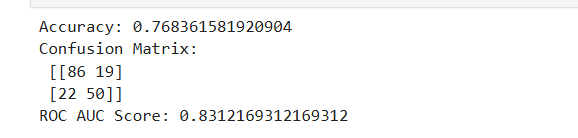 Accuracy: 0.768361581920904
Confusion Matrix:
[[86 19]
[22 50]]
ROC AUC Score: 0.8312169312169312